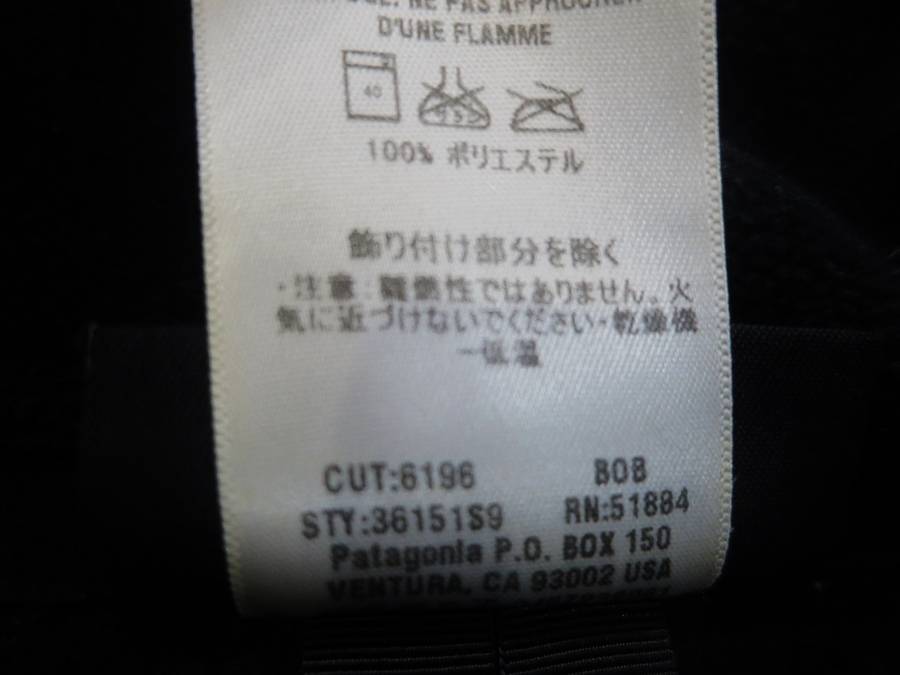 NE PAS APPROCHER
D'UNE FLAMME
40
100% ポリエステル
飾り付け部分を除く
・注意:難燃性ではありません。火
気に近づけないでください・乾燥機
ー低温
CUT:6196 BOB
STY:36151S9 RN:51884
Patagonia P.O. BOX 150
VENTURA, CA 93002 USA